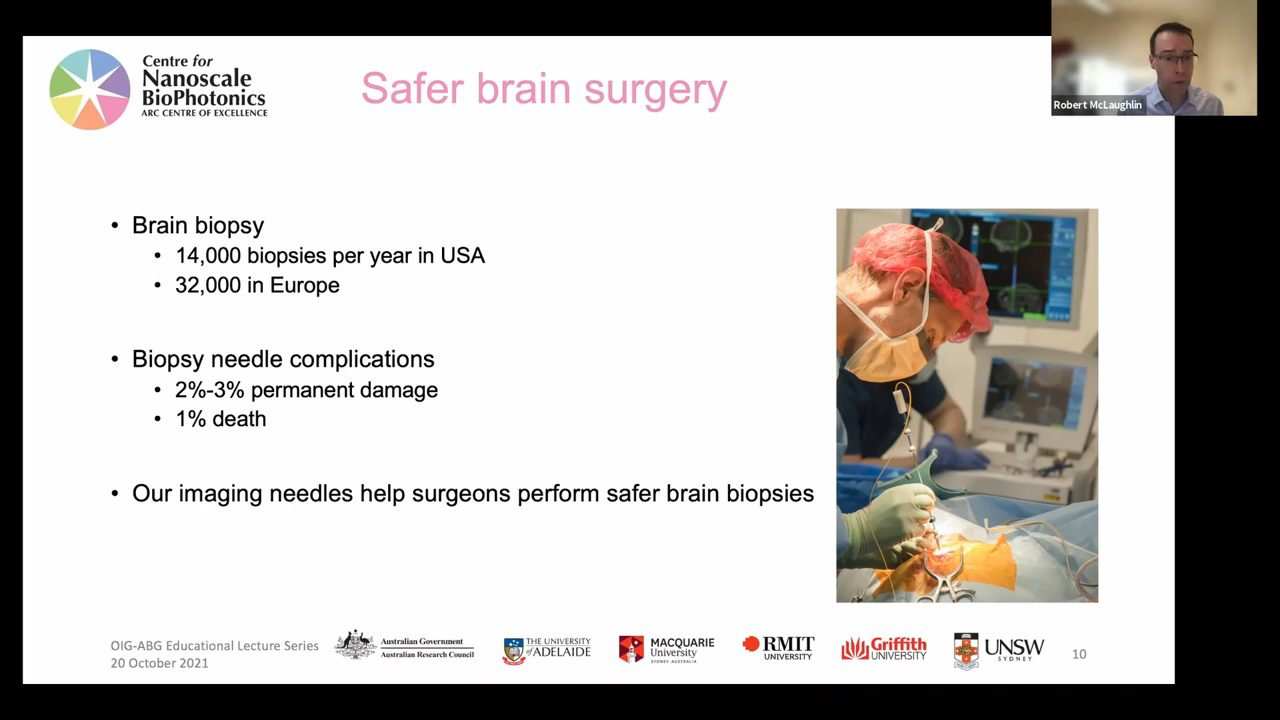 Centre for
Nanoscale
BioPhotonics
ARC CENTRE OF EXCELLENCE
Safer brain surgery
Robert McLaughlin
• Brain biopsy
• 14,000 biopsies per year in USA
• 32,000 in Europe
• Biopsy needle complications
• 2%-3% permanent damage
• 1% death
• Our imaging needles help surgeons perform safer brain biopsies
OIG-ABG Educational Lecture Series
20 October 2021
Australian Government
Australian Research Council
THE UNIVERSITY
of ADELAIDE
MACQUARIE
University
SYDNEY·AUSTRALIA
RMIT
UNIVERSITY
Griffith
UNIVERSITY
UNSW
SYDNEY
10